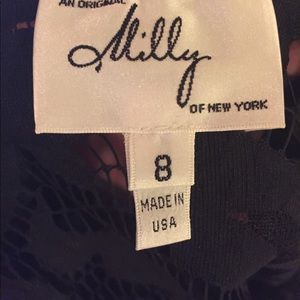 AN ORIGINAL
Milly
OF NEW YORK
8
MADE IN
USA